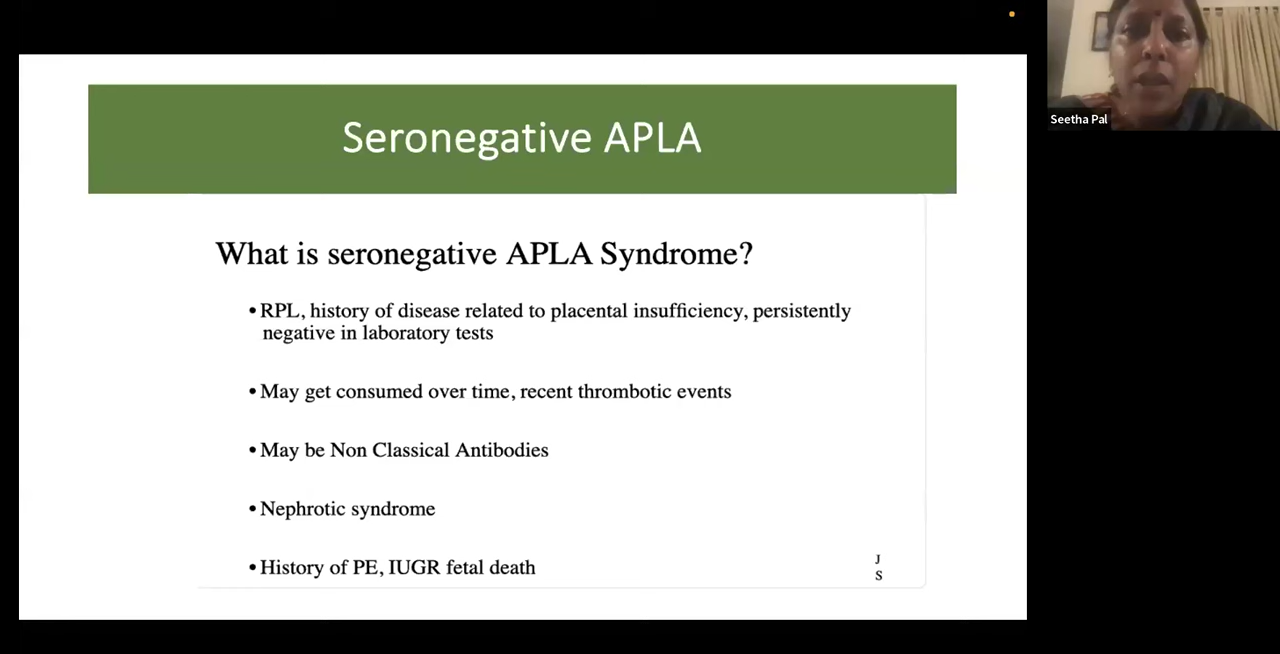 Seronegative APLA
Seetha Pal
What is seronegative APLA Syndrome?
•RPL, history of disease related to placental insufficiency, persistently
negative in laboratory tests
•May get consumed over time, recent thrombotic events
•May be Non Classical Antibodies
•Nephrotic syndrome
•History of PE, IUGR fetal death
J
S